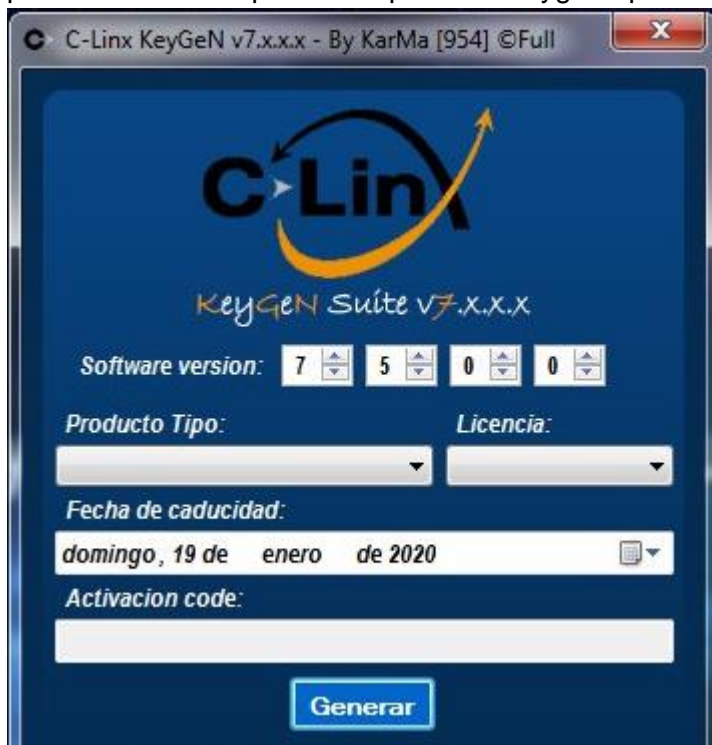 C-Linx KeyGeN v7.x.x.x - By KarMa [954] ©Full
C-Linx
KeyGeN Suite v7.x.x.x
Software version: 7 5 0 0
Producto Tipo: Licencia:
Fecha de caducidad:
domingo, 19 de enero de 2020
Activacion code:
Generar